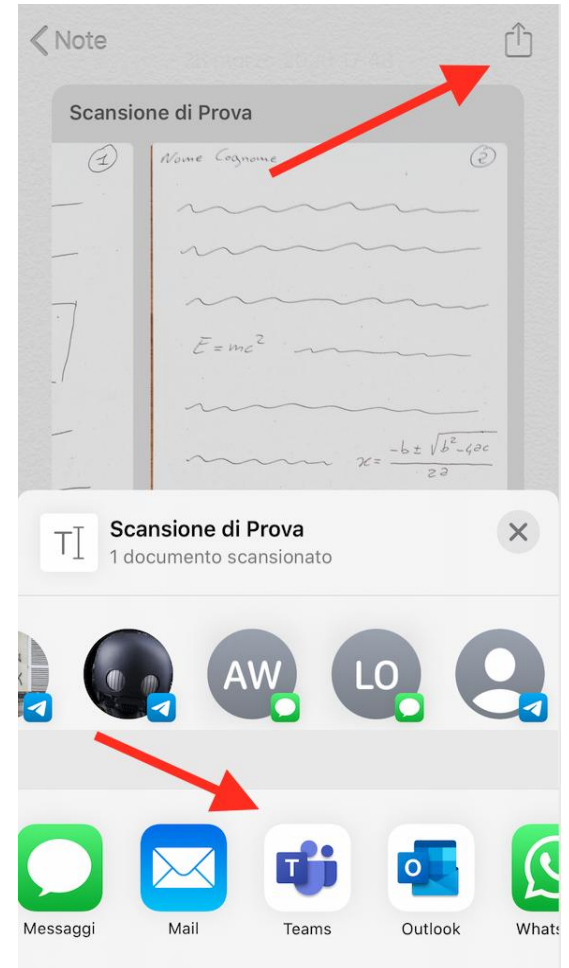 Note
Scansione di Prova
1
Nome Cognome
2
E = mc²
x = -b ± √b²-4ac
2a
Scansione di Prova
1 documento scansionato
AW
LO
Messaggi
Mail
Teams
Outlook
Whats